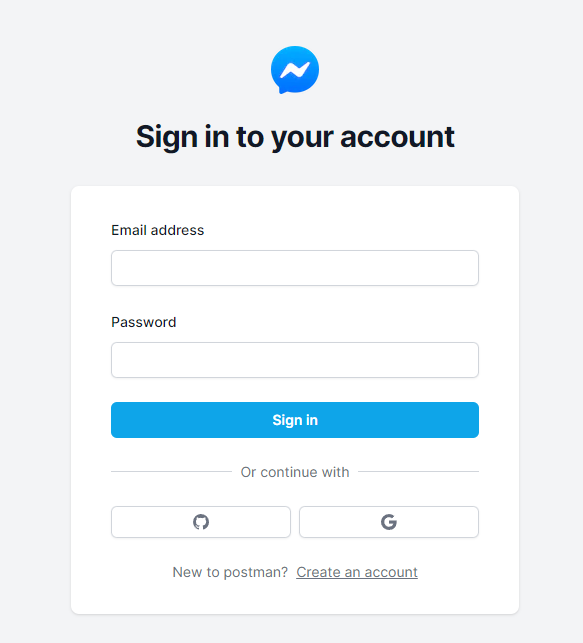 Sign in to your account
Email address
Password
Sign in
Or continue with
New to postman? Create an account